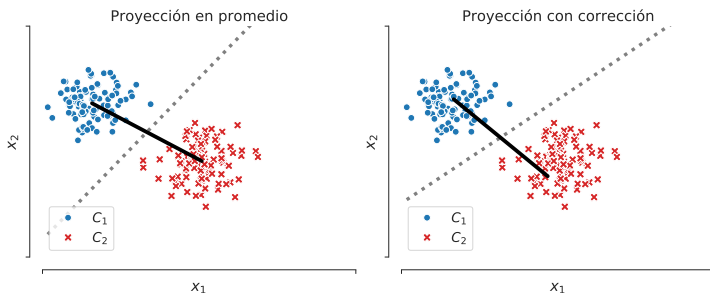 Proyección en promedio
x₂
C₁
C₂
x₁
Proyección con corrección
x₂
C₁
C₂
x₁